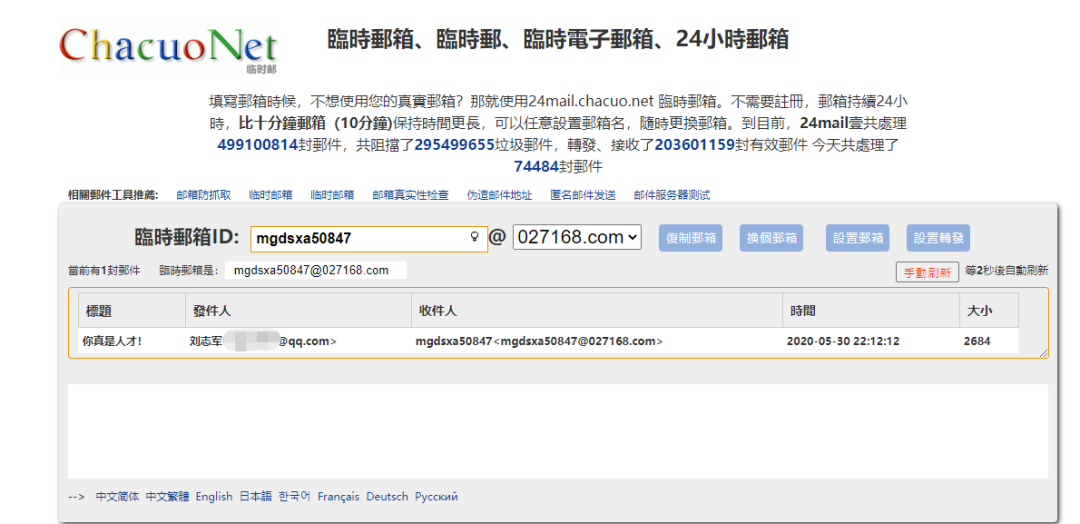 ChacuoNet
临时邮
臨時郵箱、臨時郵、臨時電子郵箱、24小時郵箱
填寫郵箱時候，不想使用您的真實郵箱？那就使用24mail.chacuo.net 臨時郵箱。不需要註冊，郵箱持續24小
時，比十分鐘郵箱（10分鐘)保持時間更長，可以任意設置郵箱名，隨時更換郵箱。到目前，24mail壹共處理
499100814封郵件，共阻擋了295499655垃圾郵件，轉發、接收了203601159封有效郵件 今天共處理了
74484封郵件
相關郵件工具推薦: 邮箱防抓取 临时邮箱 临时邮箱 邮箱真实性检查 伪造邮件地址 匿名邮件发送 邮件服务器测试
臨時郵箱ID: mgdsxa50847 @ 027168.com 復制郵箱 換個郵箱 設置郵箱 設置轉發
當前有1封郵件 臨時郵箱是: mgdsxa50847@027168.com 手動刷新 等2秒後自動刷新
標題 發件人 收件人 時間 大小
你真是人才! 刘志军 @qq.com> mgdsxa50847<mgdsxa50847@027168.com> 2020-05-30 22:12:12 2684
--> 中文简体 中文繁體 English 日本語 한국어 Français Deutsch Русский